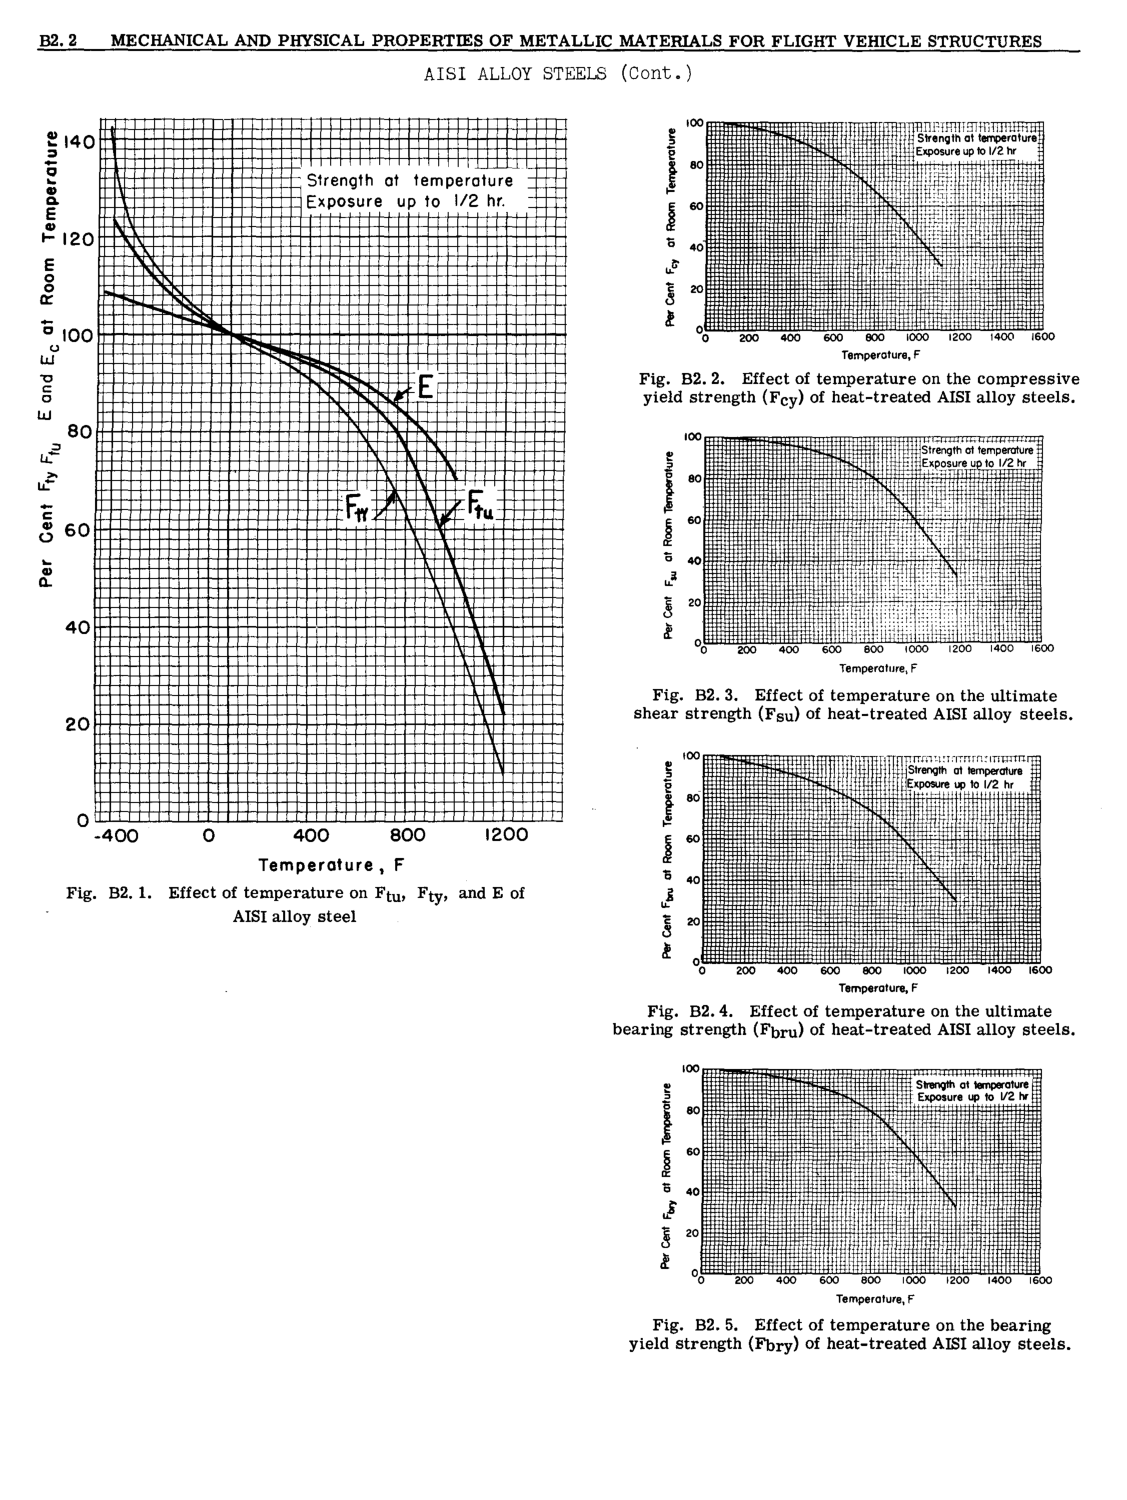 B2.2 MECHANICAL AND PHYSICAL PROPERTIES OF METALLIC MATERIALS FOR FLIGHT VEHICLE STRUCTURES
AISI ALLOY STEELS (Cont.)
Per Cent Fty Ftu E and Ec at Room Temperature
140
120
100
80
60
40
20
0
Strength at temperature
Exposure up to 1/2 hr.
E
Fty
Ftu
-400 0 400 800 1200
Temperature, F
Fig. B2.1. Effect of temperature on Ftu, Fty, and E of
AISI alloy steel
Per Cent Fcy at Room Temperature
100
80
60
40
20
0
Strength at temperature
Exposure up to 1/2 hr
0 200 400 600 800 1000 1200 1400 1600
Temperature, F
Fig. B2.2. Effect of temperature on the compressive
yield strength (Fcy) of heat-treated AISI alloy steels.
Per Cent Fsu at Room Temperature
100
80
60
40
20
0
Strength at temperature
Exposure up to 1/2 hr
0 200 400 600 800 1000 1200 1400 1600
Temperature, F
Fig. B2.3. Effect of temperature on the ultimate
shear strength (Fsu) of heat-treated AISI alloy steels.
Per Cent Fbru at Room Temperature
100
80
60
40
20
0
Strength at temperature
Exposure up to 1/2 hr
0 200 400 600 800 1000 1200 1400 1600
Temperature, F
Fig. B2.4. Effect of temperature on the ultimate
bearing strength (Fbru) of heat-treated AISI alloy steels.
Per Cent Fbry at Room Temperature
100
80
60
40
20
0
Strength at temperature
Exposure up to 1/2 hr
0 200 400 600 800 1000 1200 1400 1600
Temperature, F
Fig. B2.5. Effect of temperature on the bearing
yield strength (Fbry) of heat-treated AISI alloy steels.